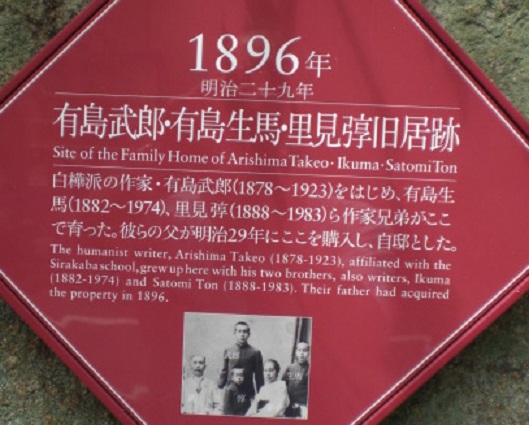 1896年
明治二十九年
有島武郎・有島生馬・里見弴旧居跡
Site of the Family Home of Arishima Takeo・Ikuma・Satomi Ton
白樺派の作家・有島武郎(1878〜1923)をはじめ、有島生
馬(1882〜1974)、里見弴(1888〜1983)ら作家兄弟がここ
で育った。彼らの父が明治29年にここを購入し、自邸とした。
The humanist writer, Arishima Takeo (1878-1923), affiliated with the
Sirakaba school, grew up here with his two brothers, also writers, Ikuma
(1882-1974) and Satomi Ton (1888-1983). Their father had acquired
the property in 1896.
武郎
生馬
弴